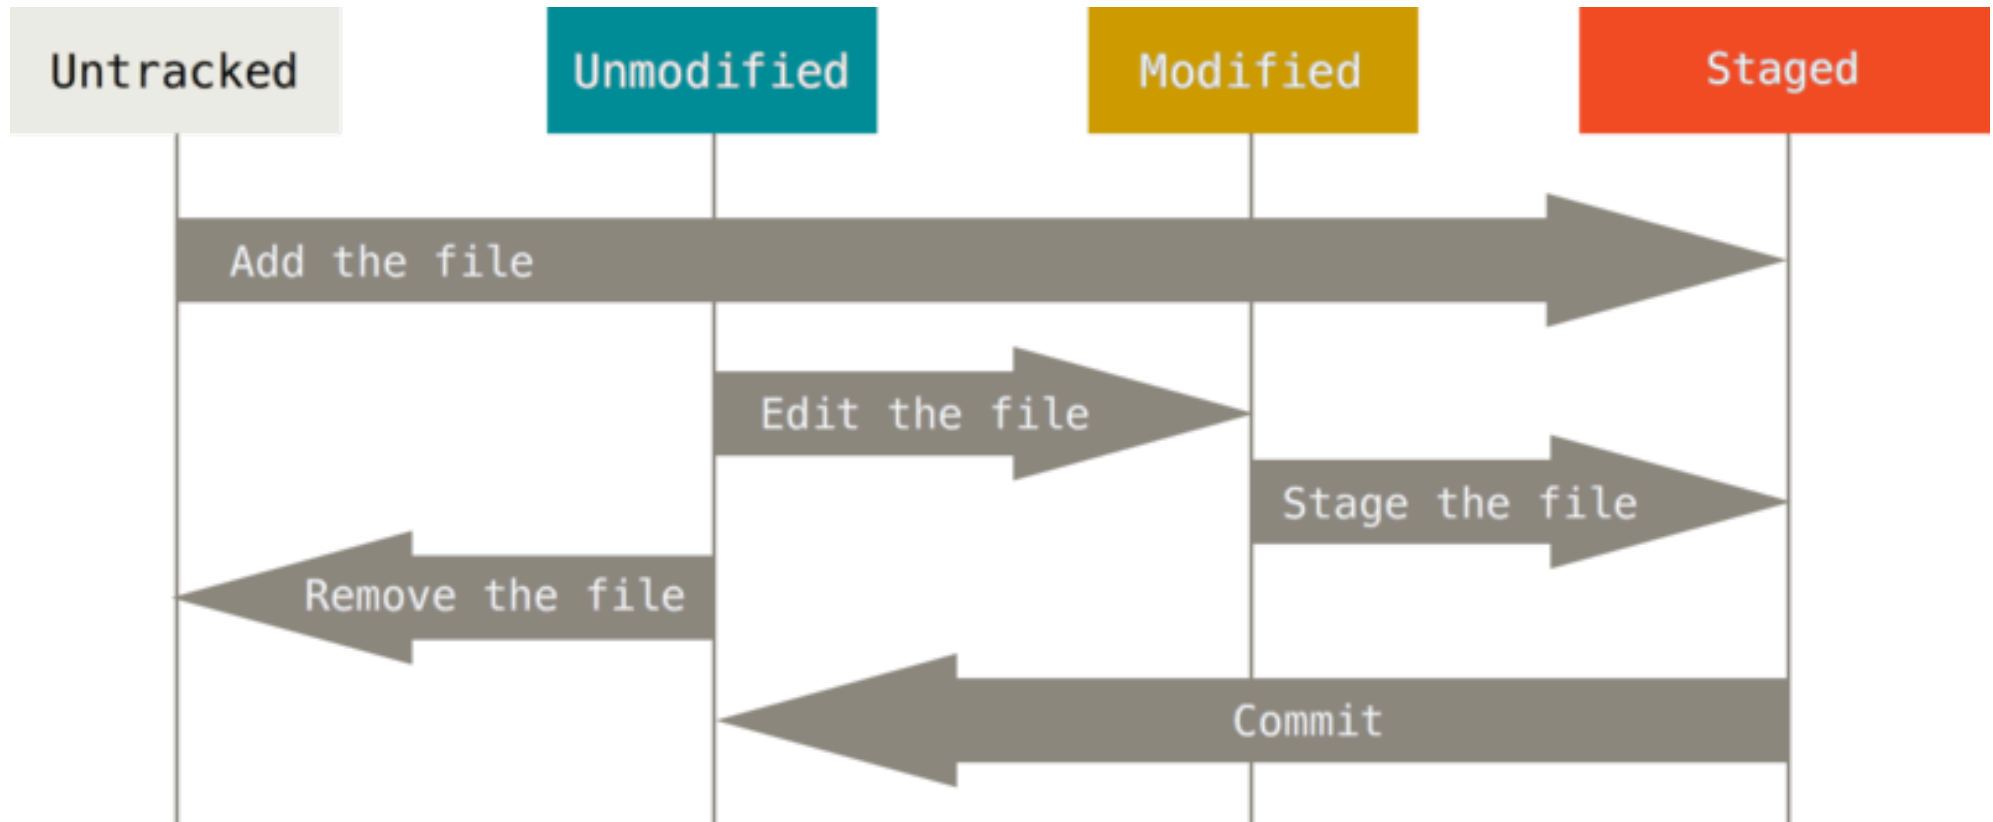 Untracked
Unmodified
Modified
Staged
Add the file
Edit the file
Stage the file
Remove the file
Commit